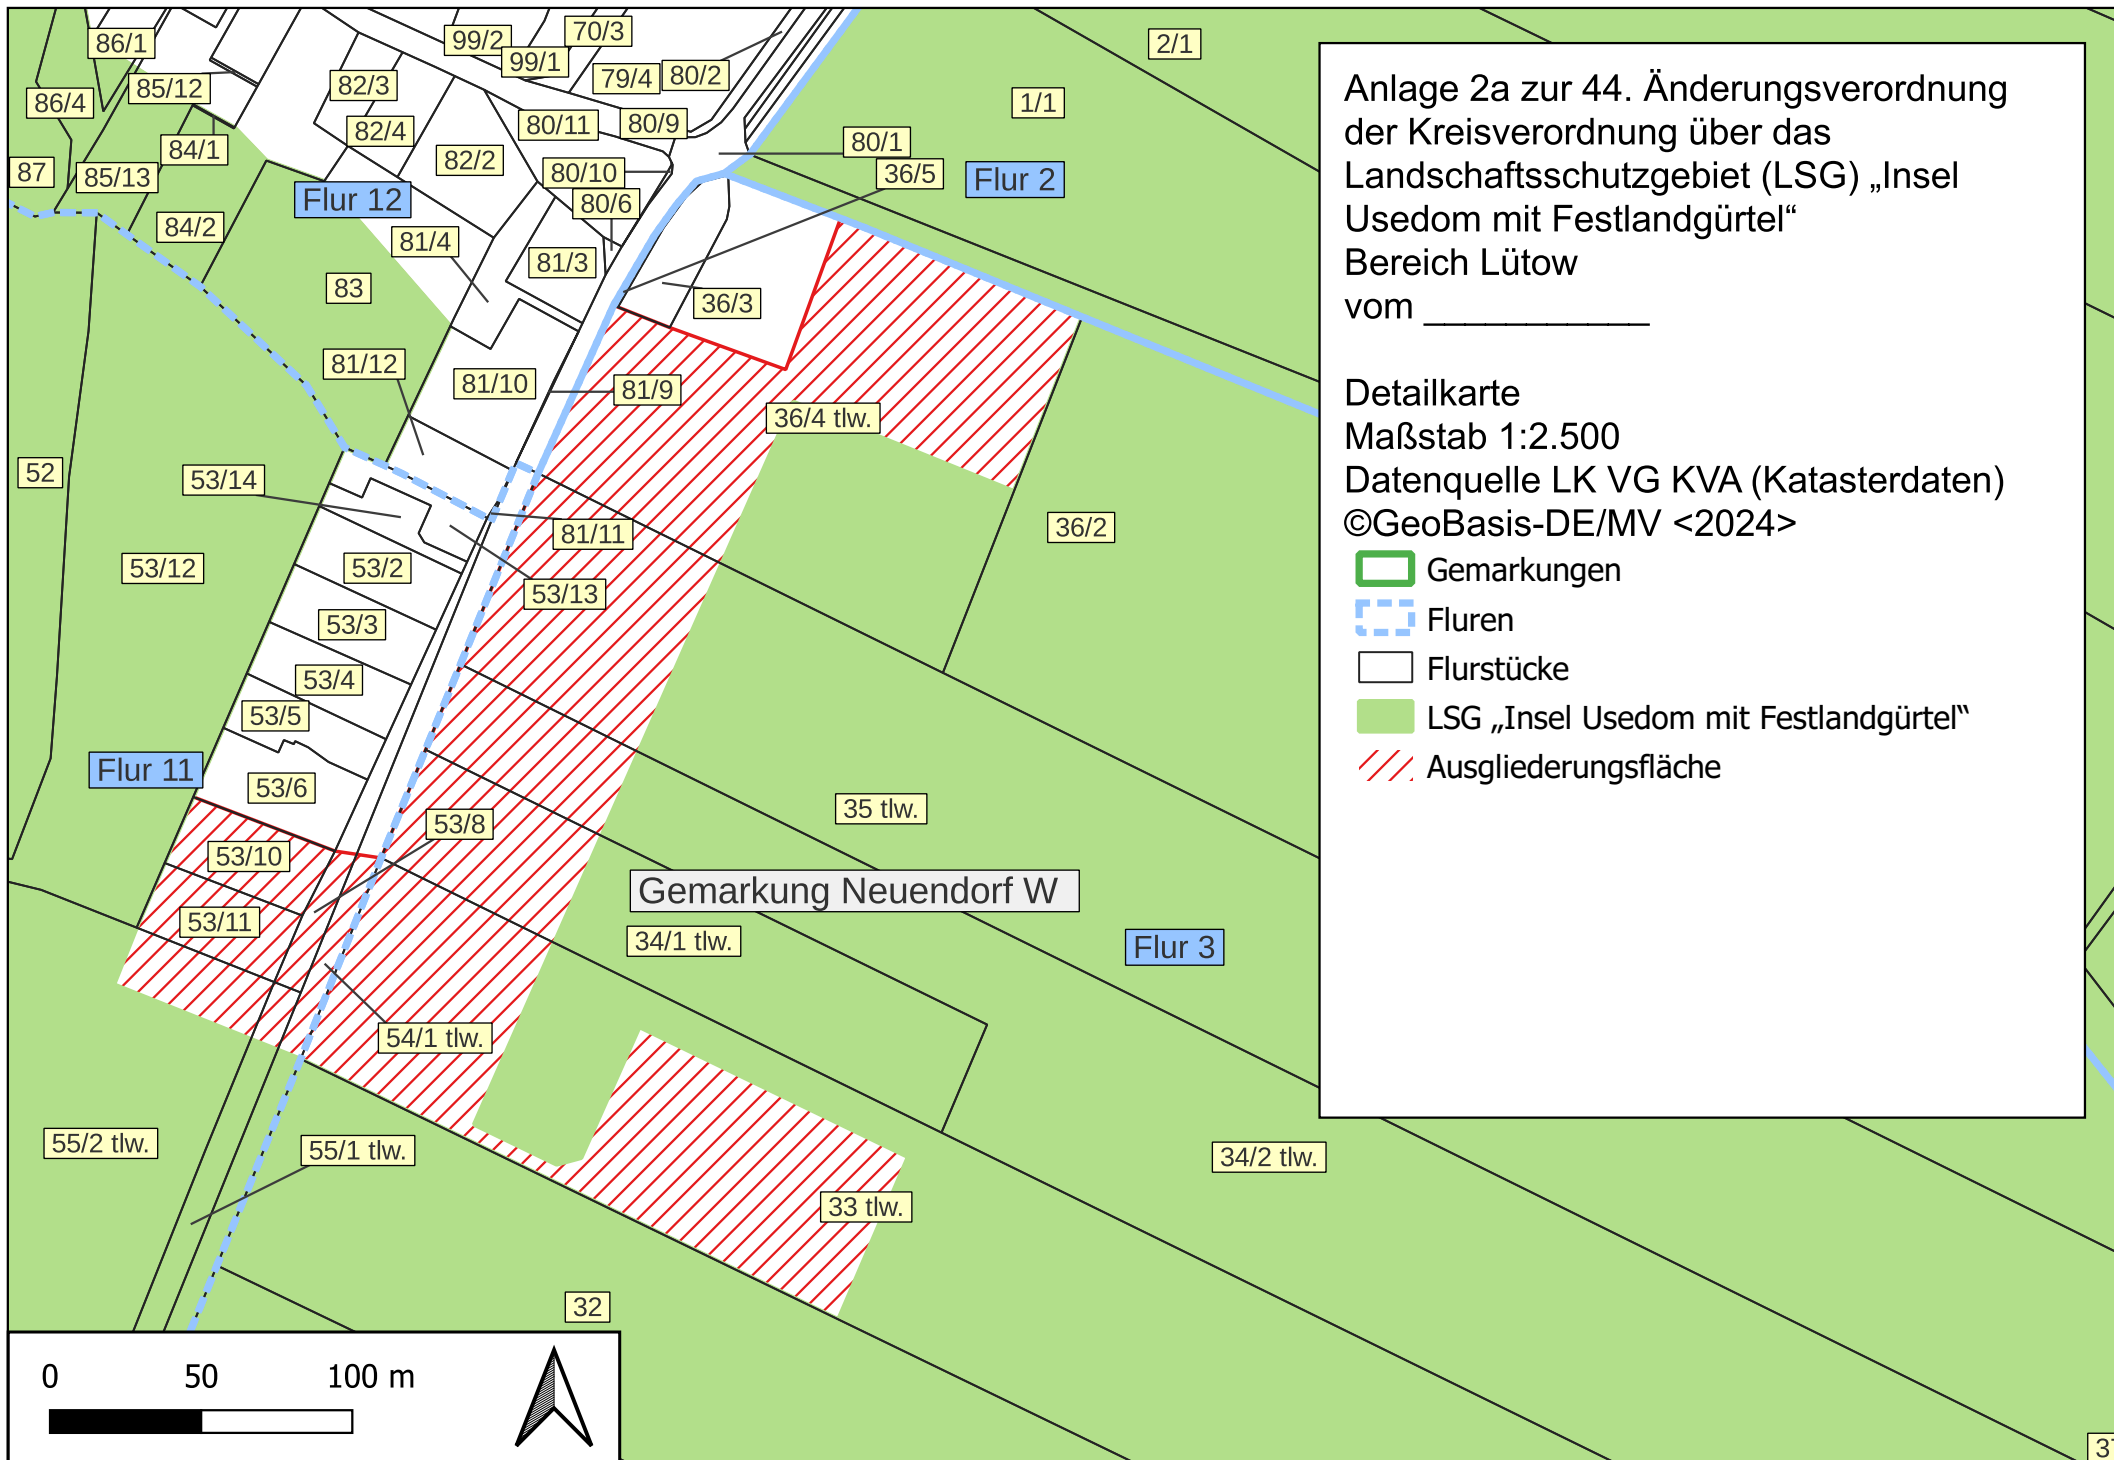 Anlage 2a zur 44. Änderungsverordnung
der Kreisverordnung über das
Landschaftsschutzgebiet (LSG) „Insel
Usedom mit Festlandgürtel“
Bereich Lütow
vom ___________
Detailkarte
Maßstab 1:2.500
Datenquelle LK VG KVA (Katasterdaten)
©GeoBasis-DE/MV <2024>
Gemarkungen
Fluren
Flurstücke
LSG „Insel Usedom mit Festlandgürtel“
Ausgliederungsfläche
86/1
99/2
70/3
99/1
2/1
85/12
82/3
79/4
80/2
86/4
1/1
82/4
80/11
80/9
84/1
82/2
80/1
87
85/13
80/10
36/5
Flur 2
Flur 12
80/6
84/2
81/4
81/3
83
36/3
81/12
81/10
81/9
36/4 tlw.
52
53/14
81/11
36/2
53/12
53/2
53/13
53/3
53/4
53/5
Flur 11
53/6
35 tlw.
53/8
53/10
Gemarkung Neuendorf W
53/11
34/1 tlw.
Flur 3
54/1 tlw.
55/2 tlw.
55/1 tlw.
34/2 tlw.
33 tlw.
32
0 50 100 m